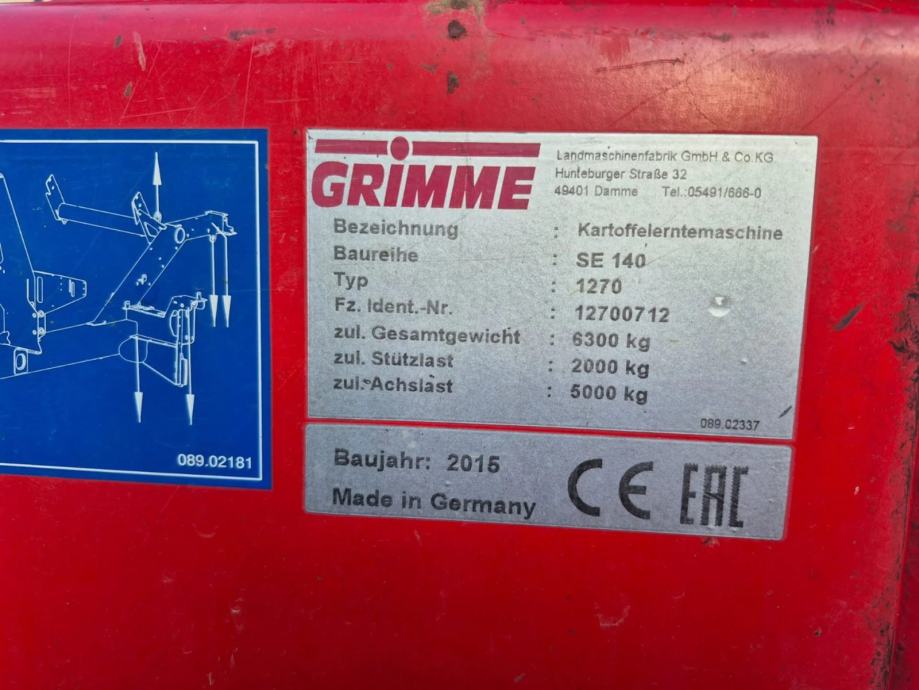 GRIMME
Landmaschinenfabrik GmbH & Co.KG
Hunteburger Straße 32
49401 Damme Tel.:05491/666-0
Bezeichnung : Kartoffelerntemaschine
Baureihe : SE 140
Typ : 1270
Fz. Ident.-Nr. : 12700712
zul. Gesamtgewicht : 6300 kg
zul. Stützlast : 2000 kg
zul. Achslast : 5000 kg
089.02337
Baujahr: 2015
Made in Germany
CE EAC
089.02181